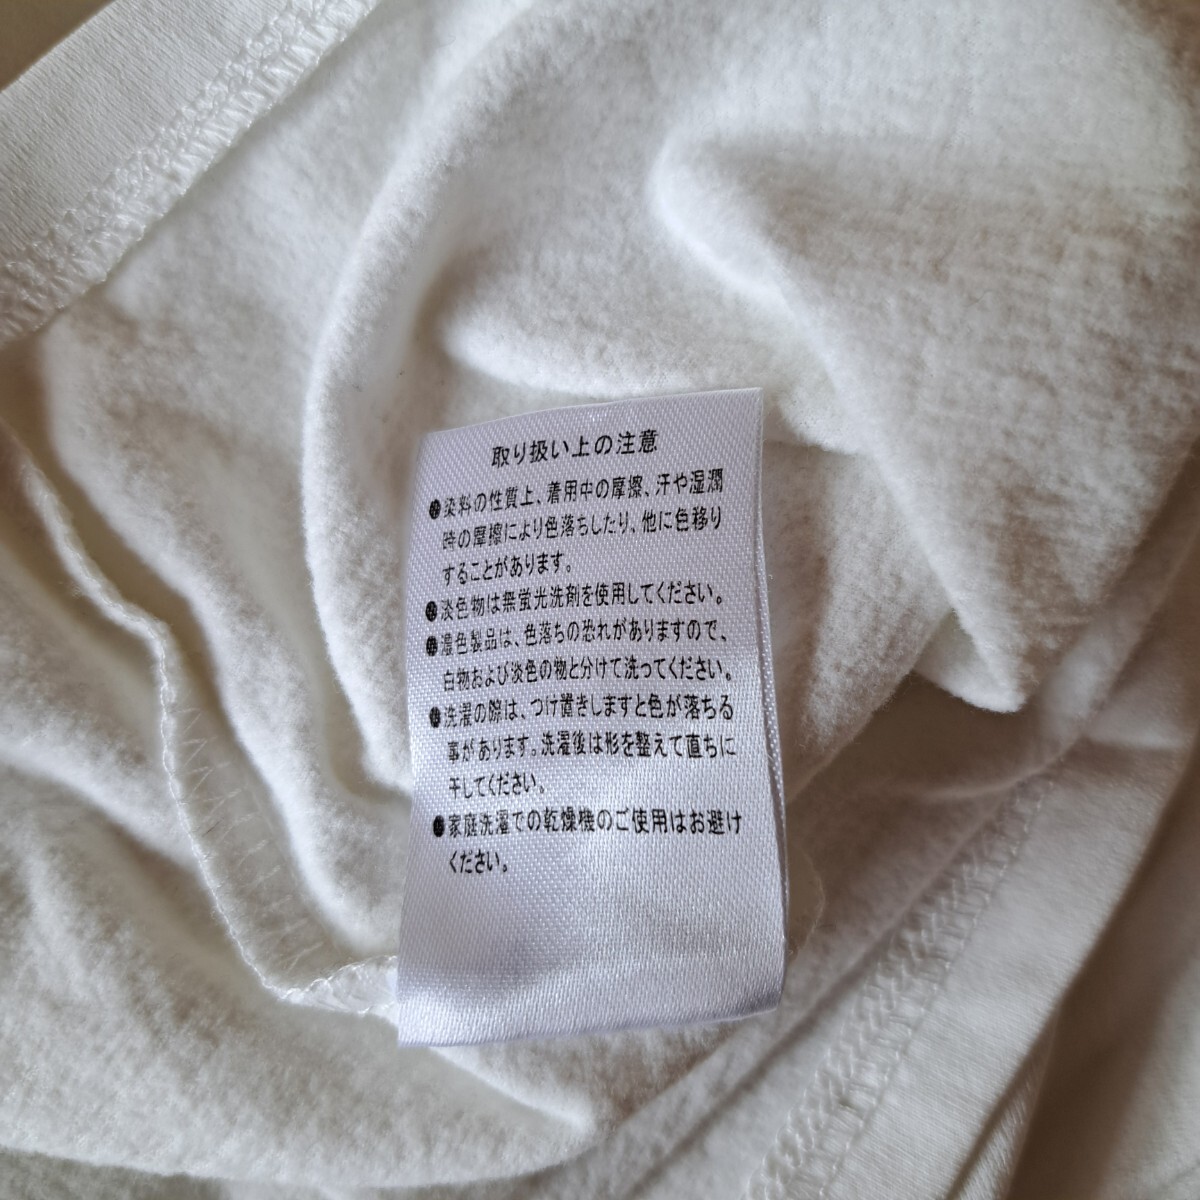 取り扱い上の注意
●染料の性質上、着用中の摩擦、汗や湿潤
時の摩擦により色落ちしたり、他に色移り
することがあります。
●淡色物は無蛍光洗剤を使用してください。
●濃色製品は、色落ちの恐れがありますので、
白物および淡色の物と分けて洗ってください。
●洗濯の際は、つけ置きしますと色が落ちる
事があります。洗濯後は形を整えて直ちに
干してください。
●家庭洗濯での乾燥機のご使用はお避け
ください。